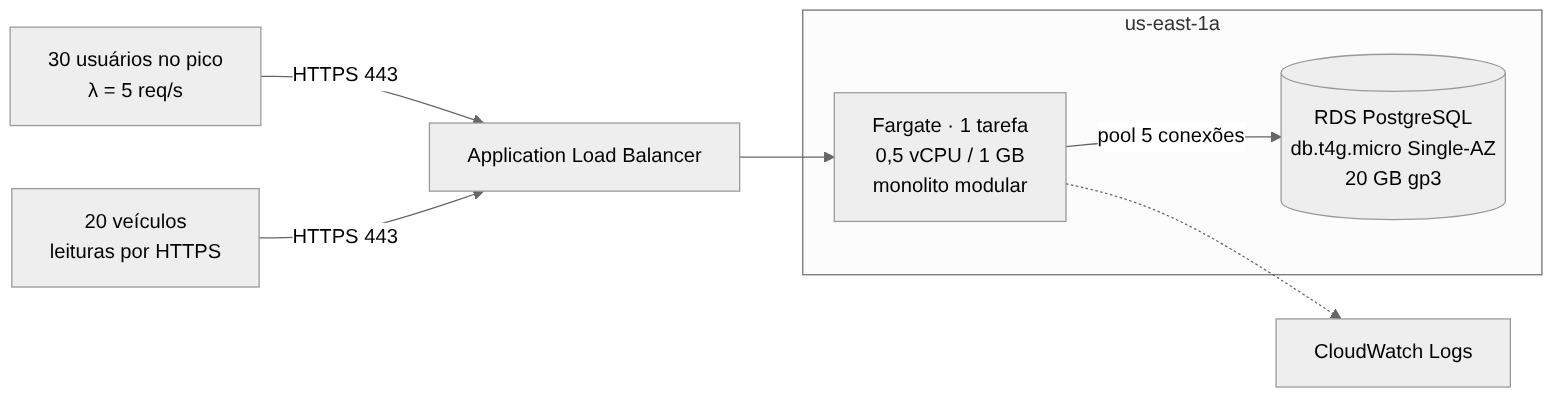 30 usuários no pico
λ = 5 req/s
HTTPS 443
20 veículos
leituras por HTTPS
HTTPS 443
Application Load Balancer
us-east-1a
Fargate · 1 tarefa
0,5 vCPU / 1 GB
monolito modular
pool 5 conexões
RDS PostgreSQL
db.t4g.micro Single-AZ
20 GB gp3
CloudWatch Logs